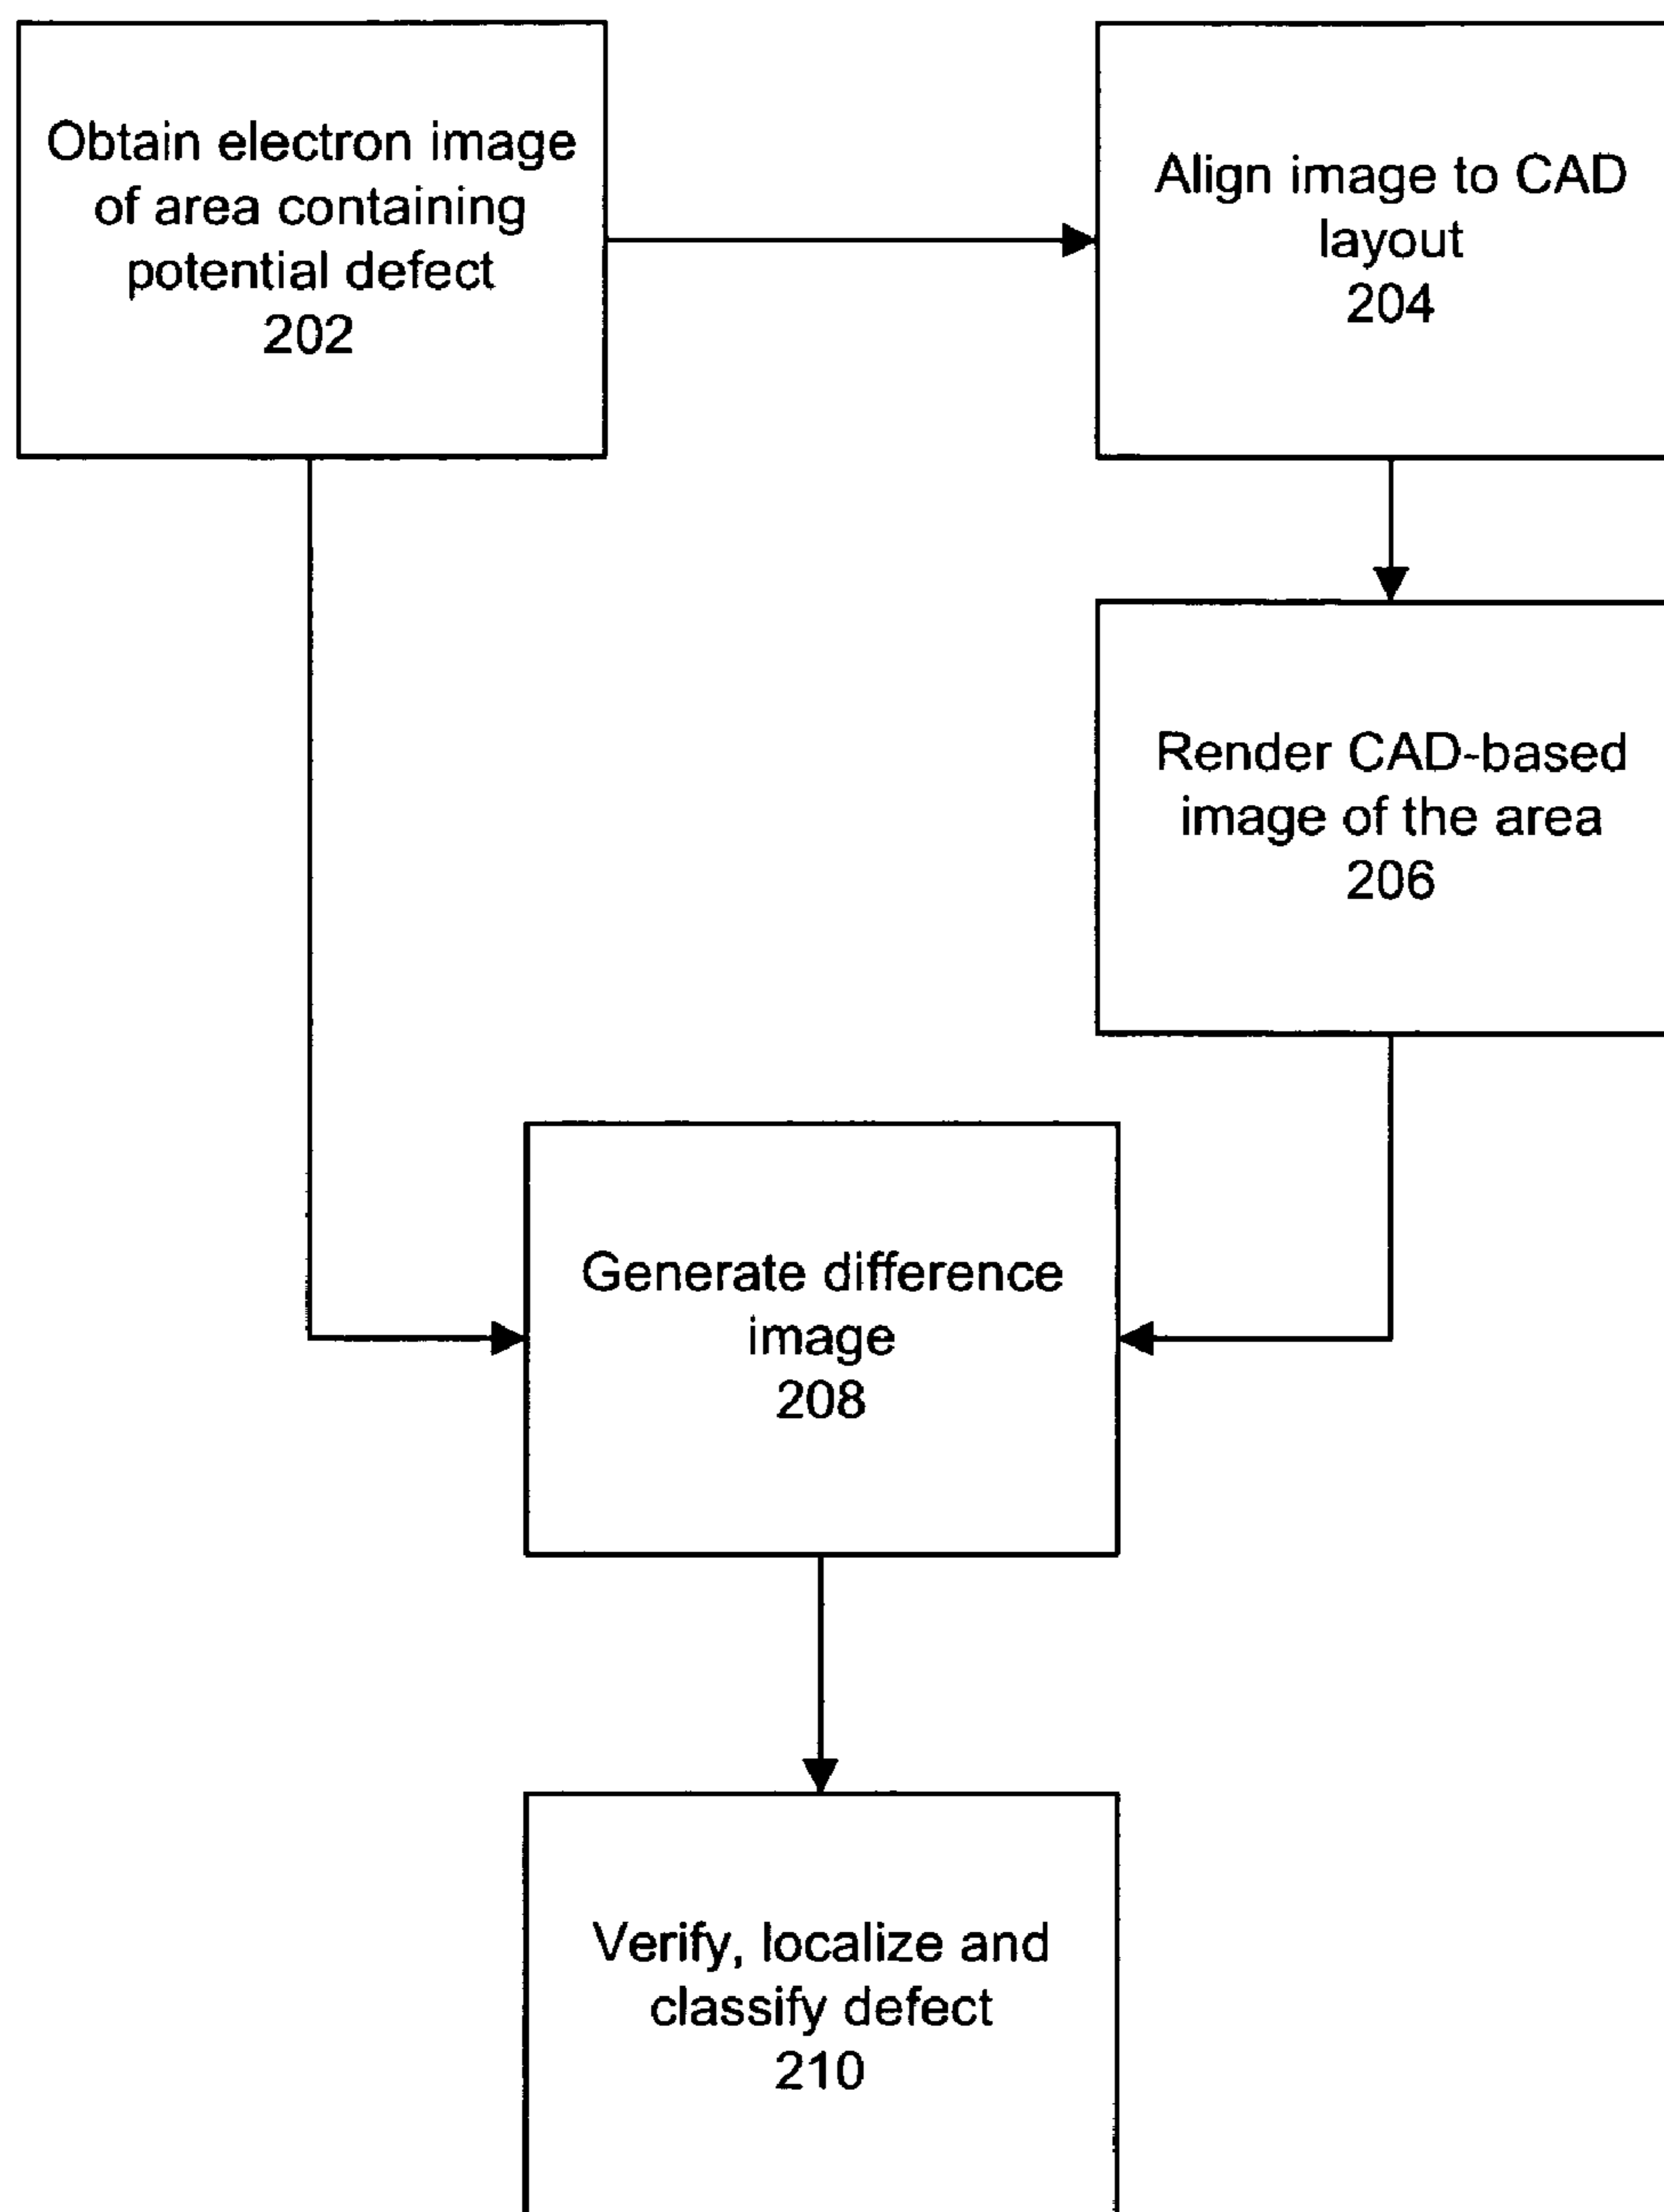 Obtain electron image
of area containing
potential defect
202
Align image to CAD
layout
204
Render CAD-based
image of the area
206
Generate difference
image
208
Verify, localize and
classify defect
210